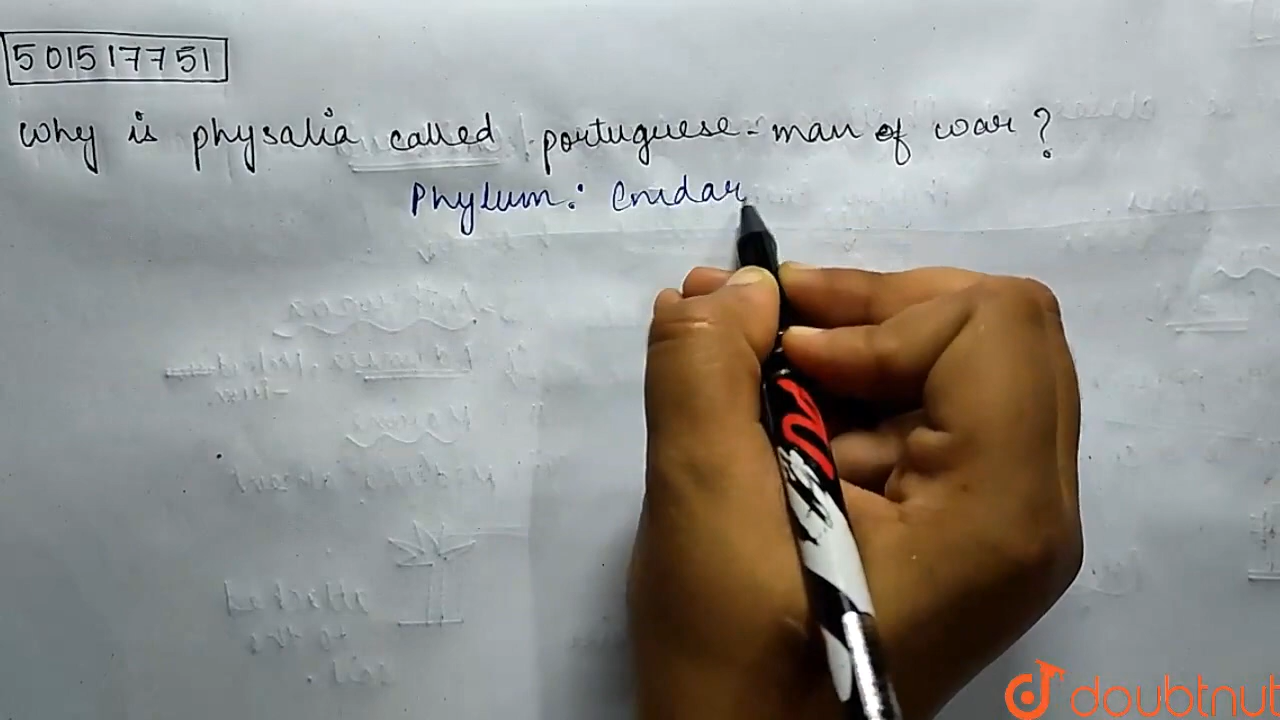 501517751
Why is physalia called portuguese-man of war?
Phylum: Cnidar
doubtnut